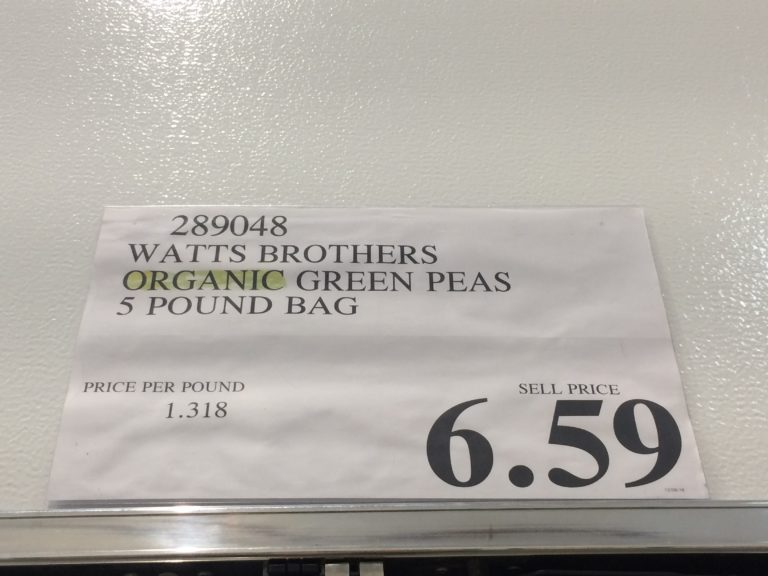 289048
WATTS BROTHERS
ORGANIC GREEN PEAS
5 POUND BAG
PRICE PER POUND
1.318
SELL PRICE
6.59